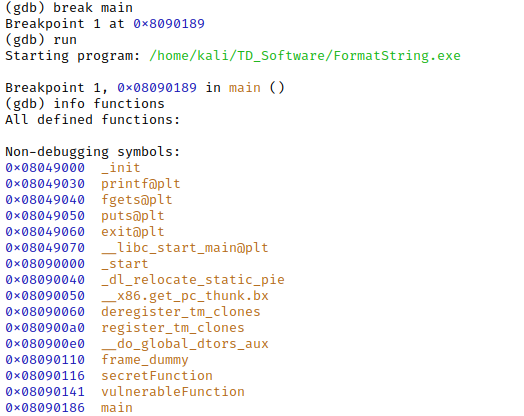 (gdb) break main
Breakpoint 1 at 0×8090189
(gdb) run
Starting program: /home/kali/TD_Software/FormatString.exe
Breakpoint 1, 0×08090189 in main ()
(gdb) info functions
All defined functions:
Non-debugging symbols:
0×08049000  _init
0×08049030  printf@plt
0×08049040  fgets@plt
0×08049050  puts@plt
0×08049060  exit@plt
0×08049070  __libc_start_main@plt
0×08090000  _start
0×08090040  _dl_relocate_static_pie
0×08090050  __x86.get_pc_thunk.bx
0×08090060  deregister_tm_clones
0×080900a0  register_tm_clones
0×080900e0  __do_global_dtors_aux
0×08090110  frame_dummy
0×08090116  secretFunction
0×08090141  vulnerableFunction
0×08090186  main